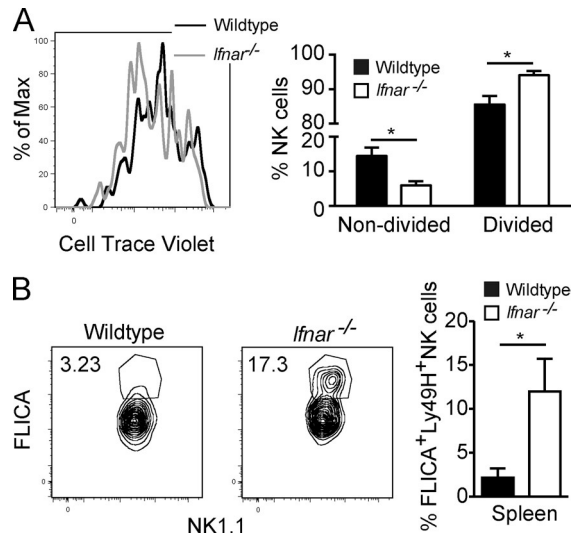 A
Wildtype
Ifnar-/-
% of Max
100
80
60
40
20
0
0
Cell Trace Violet
% NK cells
100
90
80
20
10
0
Wildtype
Ifnar-/-
*
*
Non-divided
Divided
B
Wildtype
Ifnar-/-
FLICA
3.23
0
0
17.3
0
0
NK1.1
Wildtype
Ifnar-/-
% FLICA+Ly49H+NK cells
20
15
10
5
0
*
Spleen